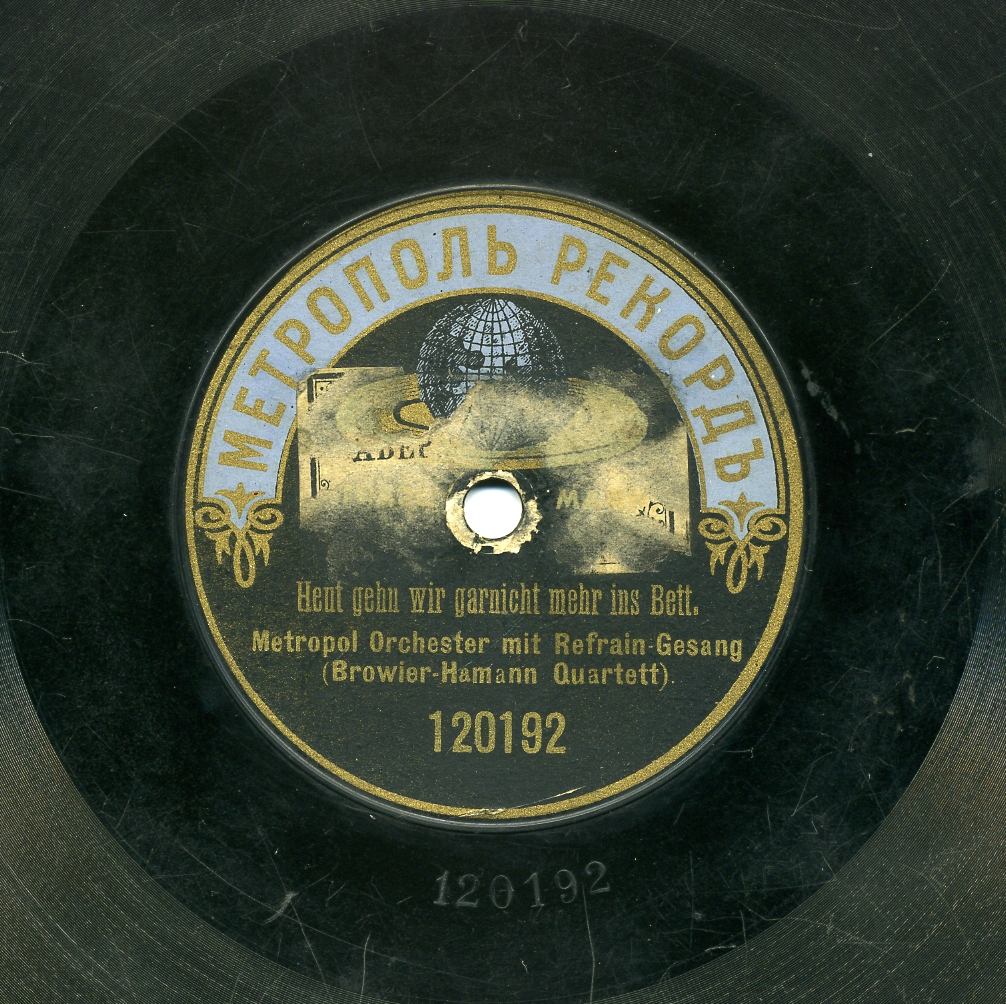 МЕТРОПОЛЬ РЕКОРДЪ
Heut gehn wir garnicht mehr ins Bett.
Metropol Orchester mit Refrain-Gesang
(Browier-Hamann Quartett).
120192
120192